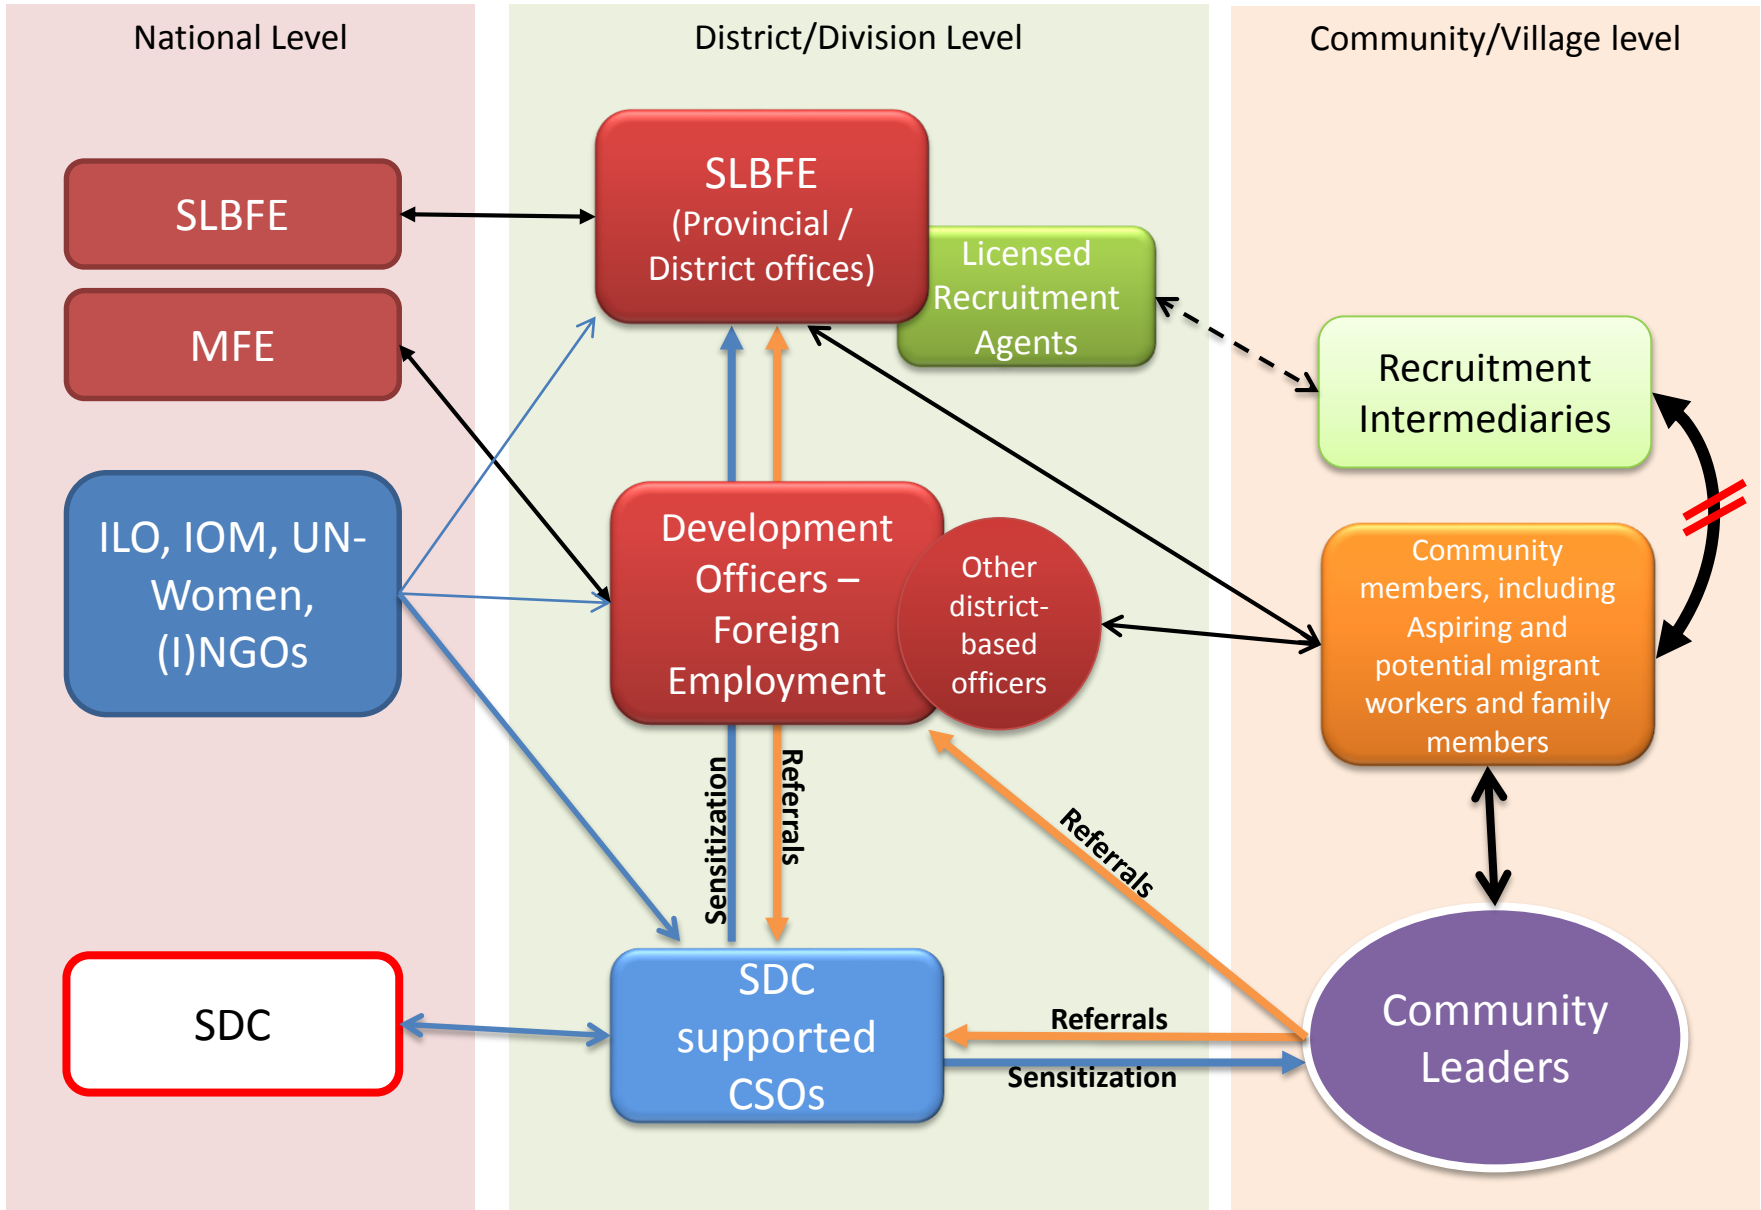 National Level
District/Division Level
Community/Village level
SLBFE
MFE
ILO, IOM, UN-
Women,
(I)NGOs
SDC
SLBFE
(Provincial /
District offices)
Licensed
Recruitment
Agents
Development
Officers –
Foreign
Employment
Other
district-
based
officers
Sensitization
Referrals
SDC
supported
CSOs
Referrals
Referrals
Sensitization
Recruitment
Intermediaries
Community
members, including
Aspiring and
potential migrant
workers and family
members
Community
Leaders